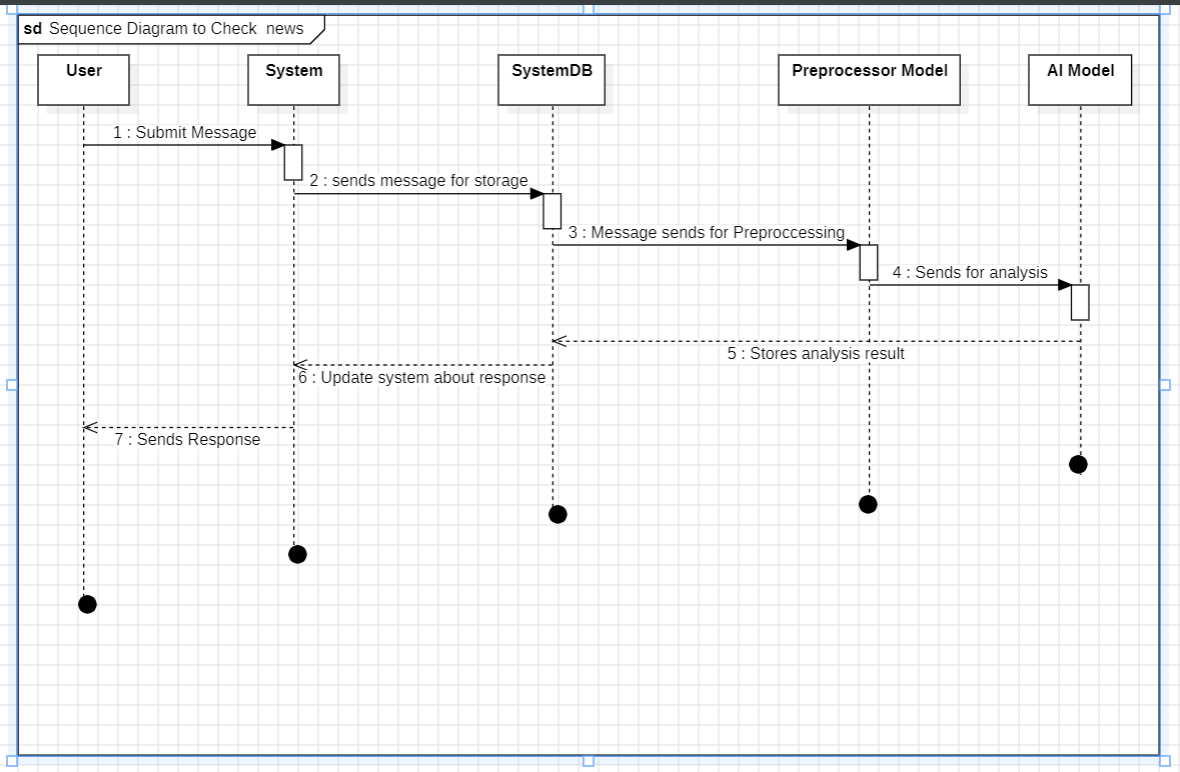 sd Sequence Diagram to Check news
User
System
SystemDB
Preprocessor Model
AI Model
1 : Submit Message
2 : sends message for storage
3 : Message sends for Preproccessing
4 : Sends for analysis
5 : Stores analysis result
6 : Update system about response
7 : Sends Response